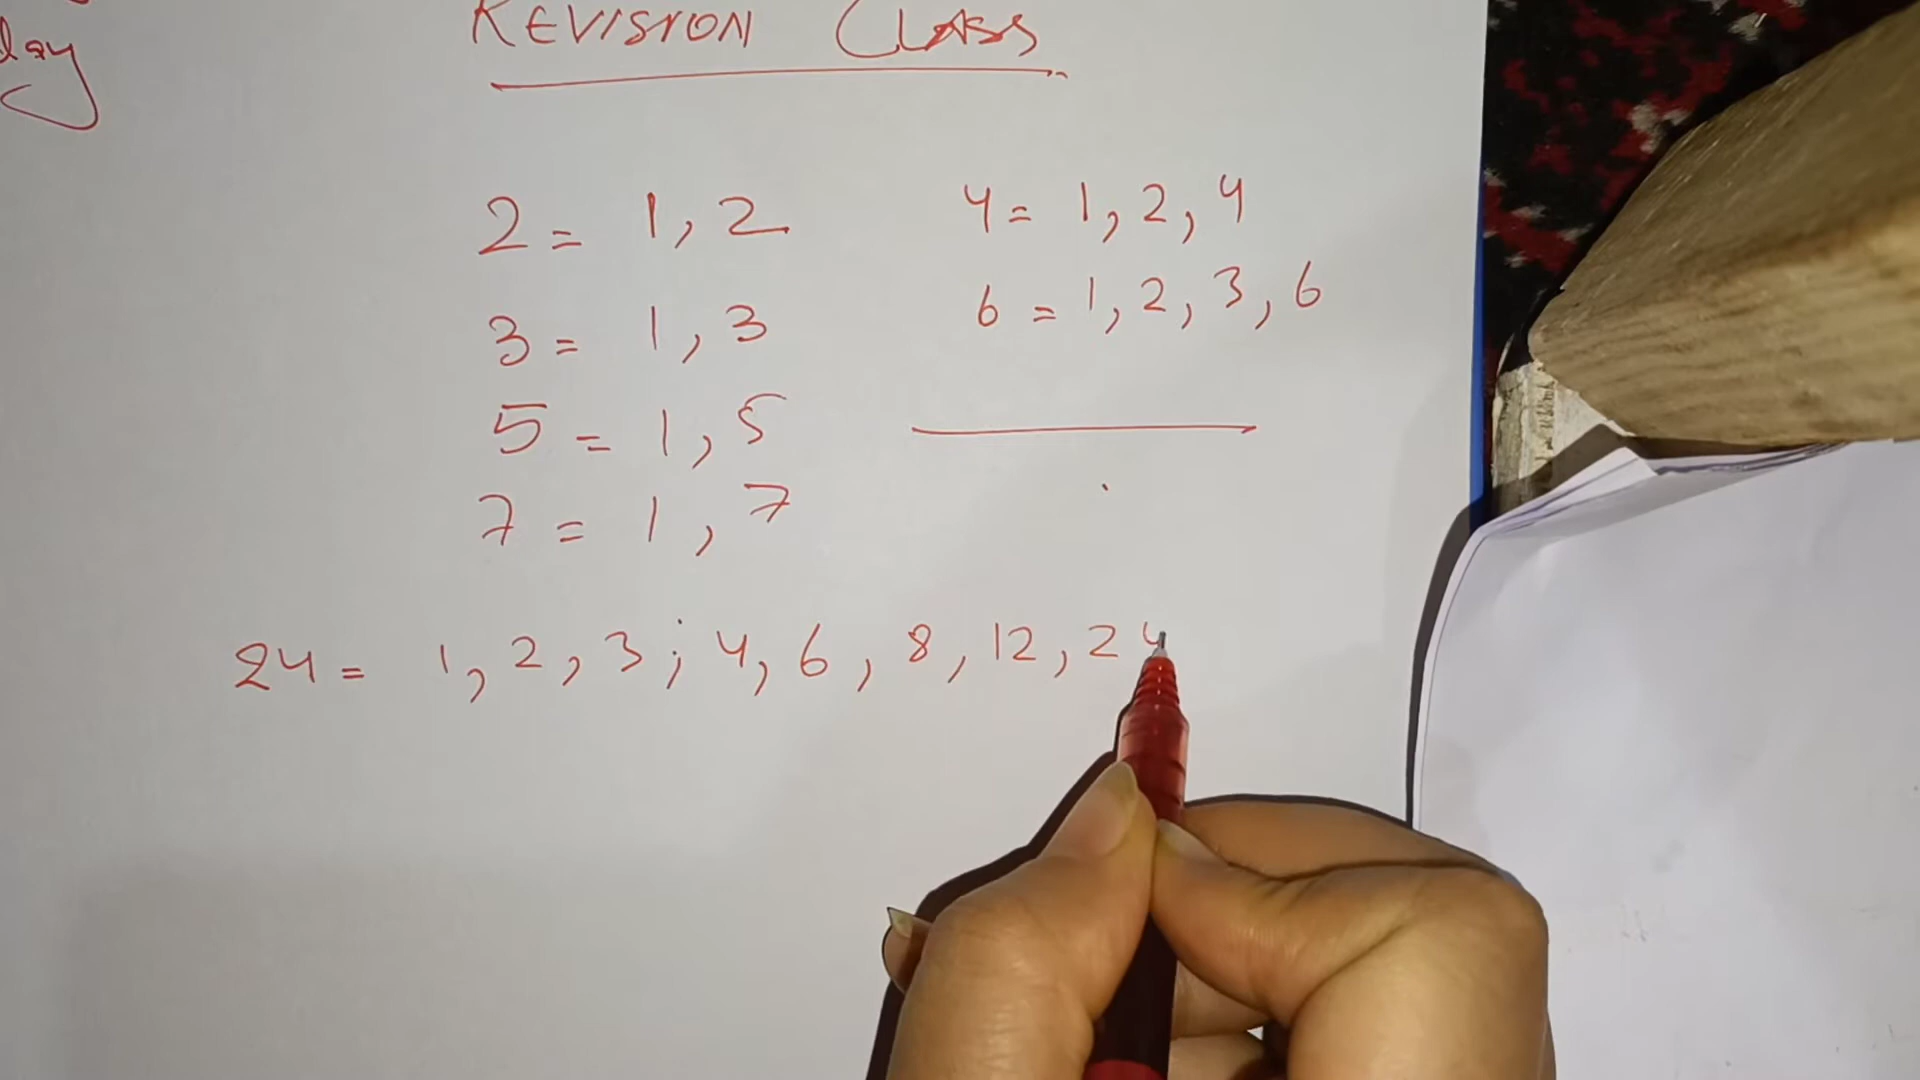 REVISION CLASS
day
2 = 1, 2
3 = 1, 3
5 = 1, 5
7 = 1, 7
4 = 1, 2, 4
6 = 1, 2, 3, 6
24 = 1, 2, 3; 4, 6, 8, 12, 24